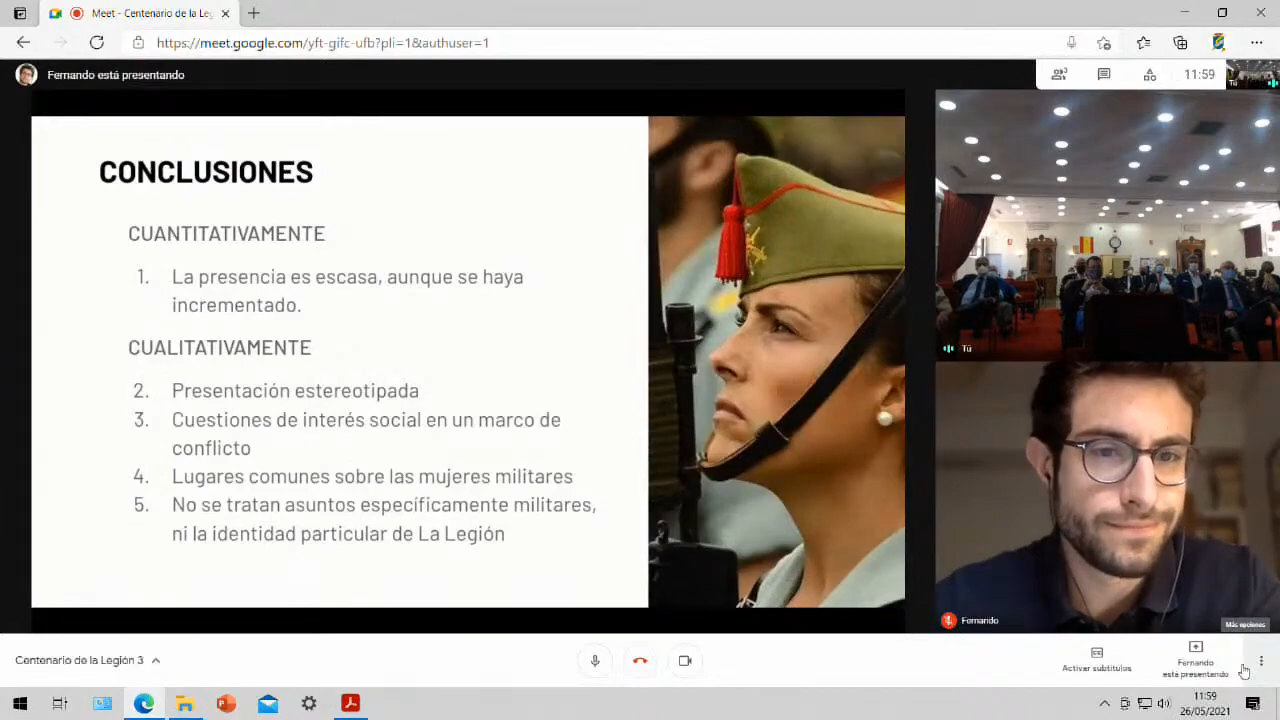 Meet - Centenario de la Leg
https://meet.google.com/yft-gifc-ufb?pli=1&authuser=1
Fernando está presentando
3
11:59
Tú
CONCLUSIONES
CUANTITATIVAMENTE
1. La presencia es escasa, aunque se haya
incrementado.
CUALITATIVAMENTE
2. Presentación estereotipada
3. Cuestiones de interés social en un marco de
conflicto
4. Lugares comunes sobre las mujeres militares
5. No se tratan asuntos específicamente militares,
ni la identidad particular de La Legión
Tú
Fernando
Más opciones
Centenario de la Legión 3
Activar subtítulos
Fernando
está presentando
11:59
26/05/2021